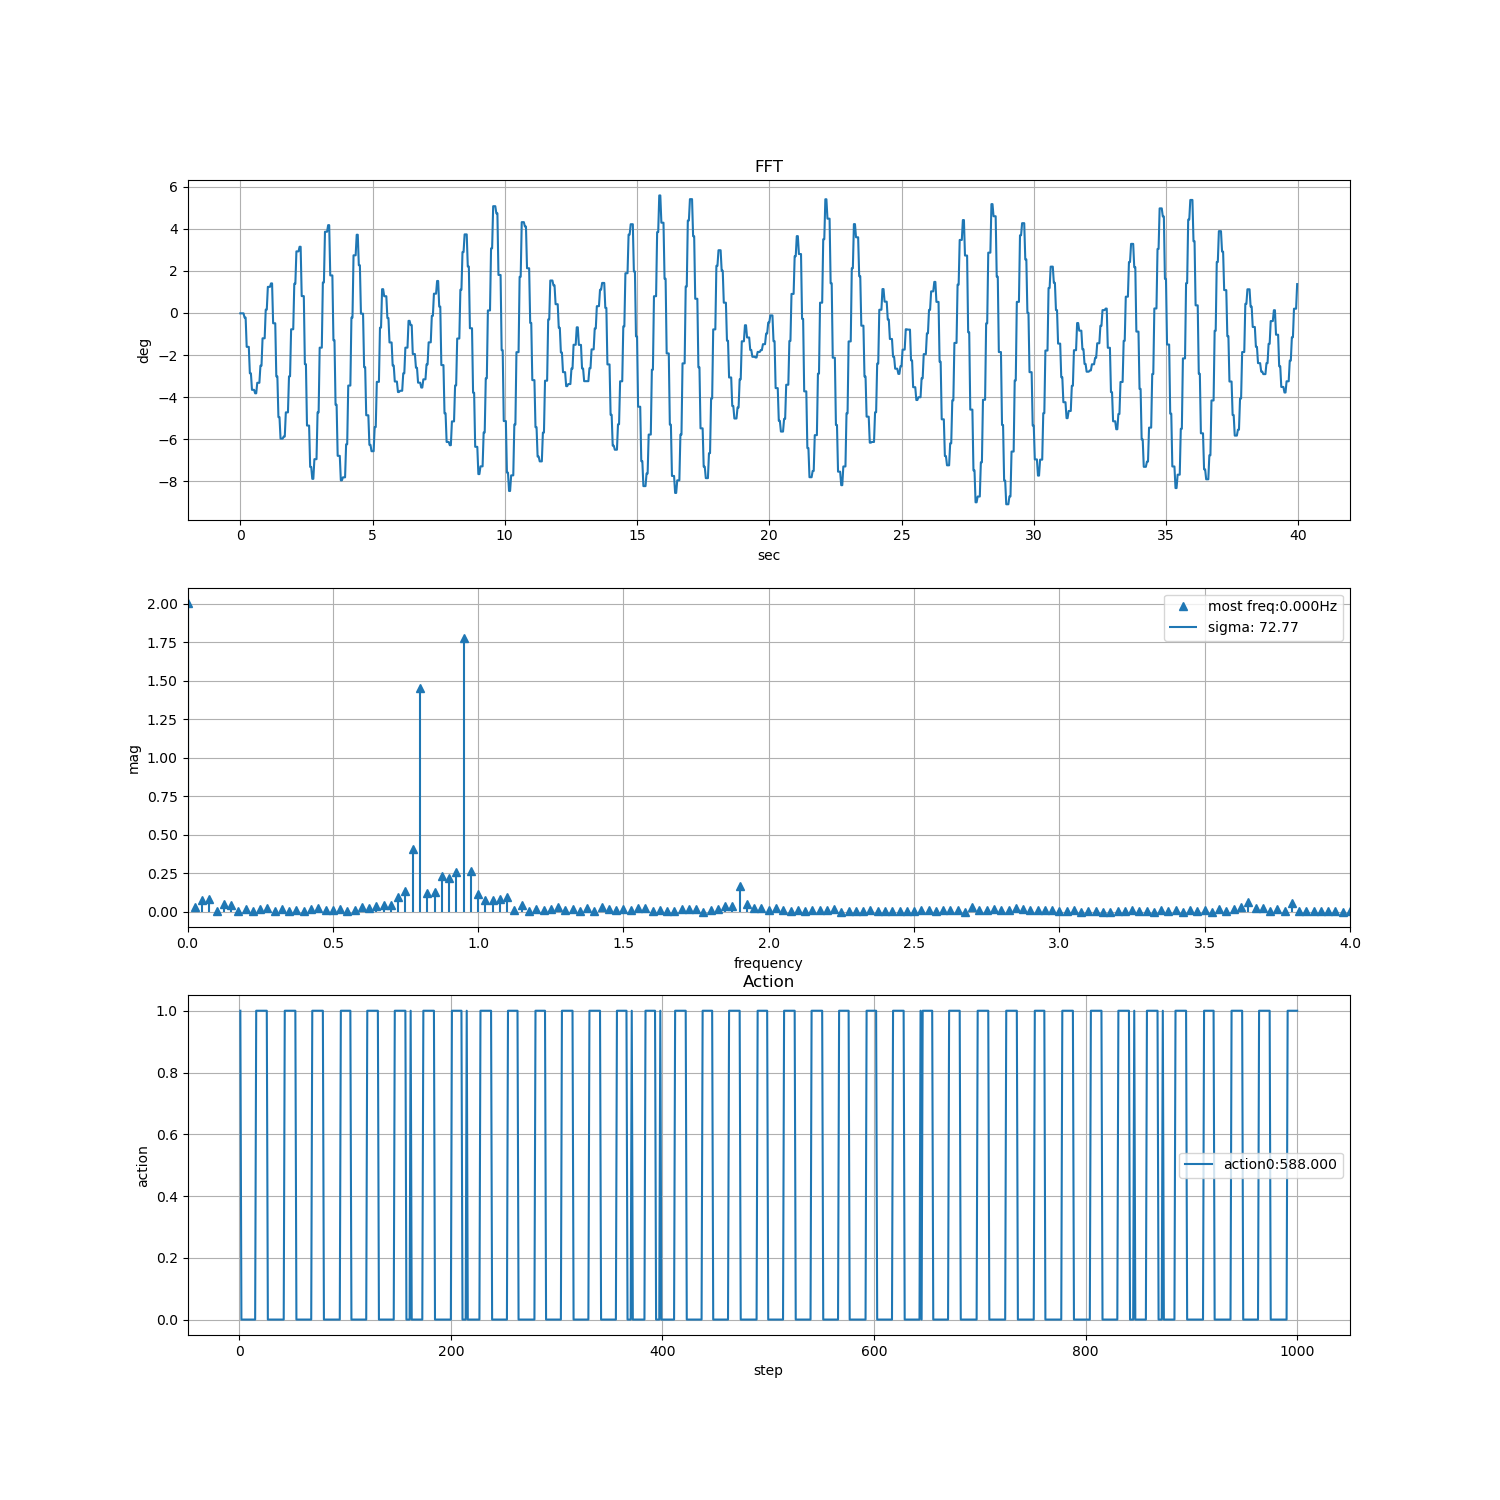 FFT
6
4
2
0
−2
−4
−6
−8
deg
0 5 10 15 20 25 30 35 40
sec
2.00
1.75
1.50
1.25
1.00
0.75
0.50
0.25
0.00
mag
most freq:0.000Hz
sigma: 72.77
0.0 0.5 1.0 1.5 2.0 2.5 3.0 3.5 4.0
frequency
Action
1.0
0.8
0.6
0.4
0.2
0.0
action
action0:588.000
0 200 400 600 800 1000
step